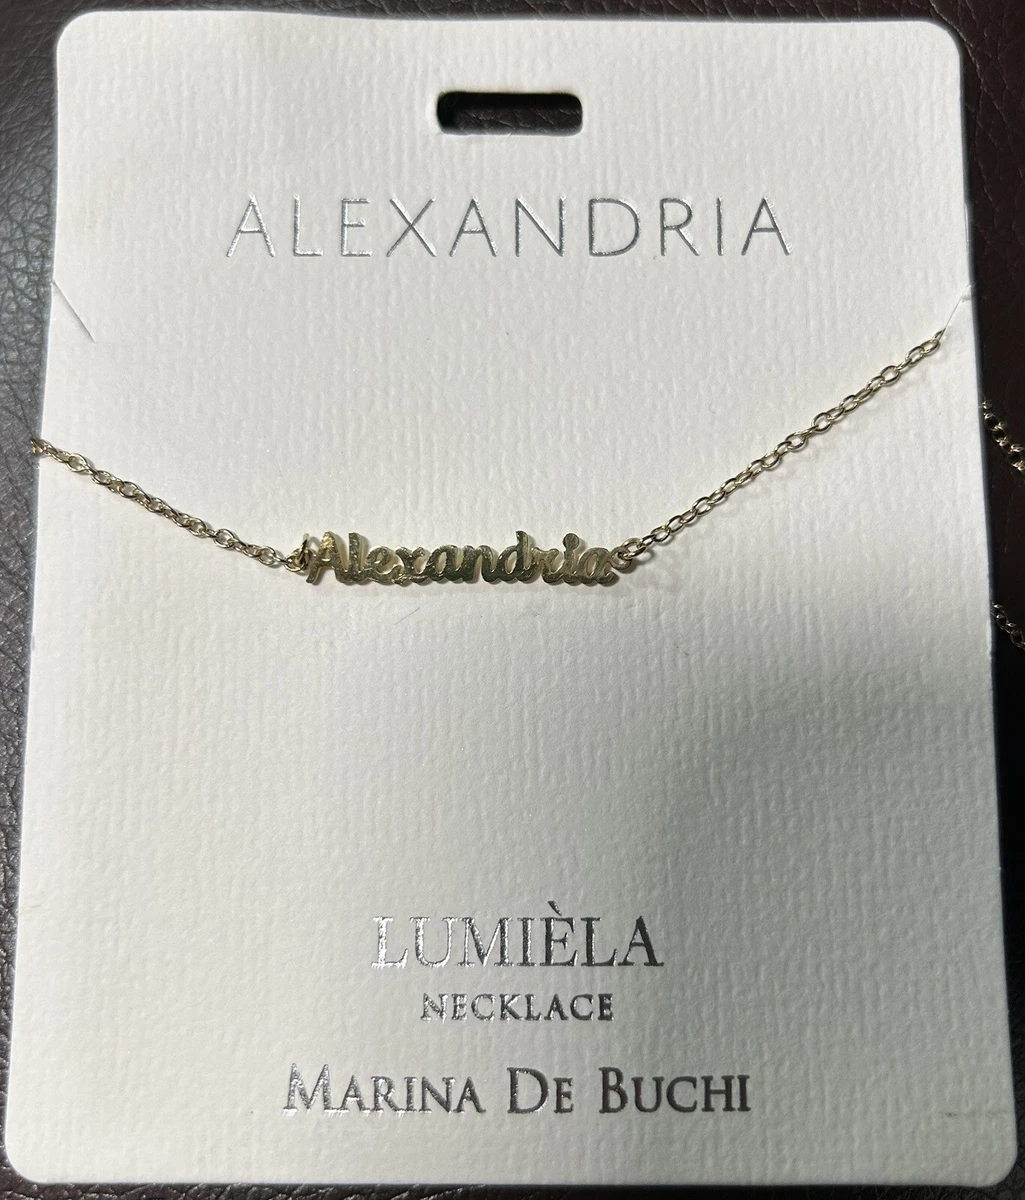 ALEXANDRIA
Alexandria
LUMIÈLA
NECKLACE
MARINA DE BUCHI